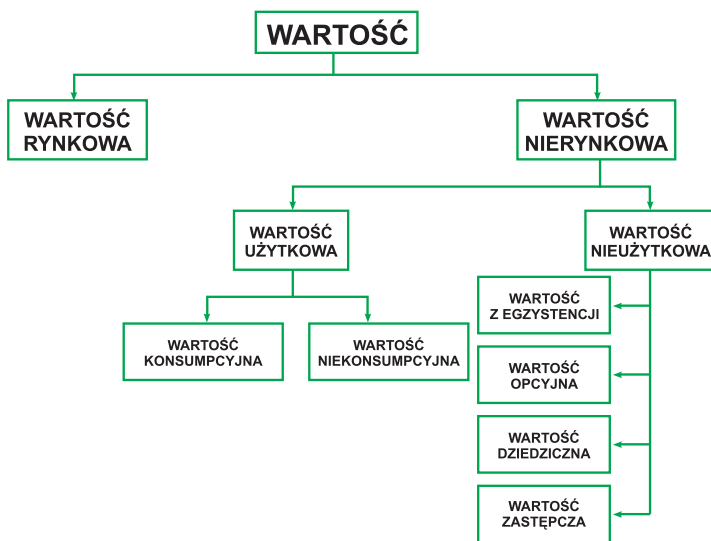 WARTOŚĆ
WARTOŚĆ
RYNKOWA
WARTOŚĆ
NIERYNKOWA
WARTOŚĆ
UŻYTKOWA
WARTOŚĆ
NIEUŻYTKOWA
WARTOŚĆ
KONSUMPCYJNA
WARTOŚĆ
NIEKONSUMPCYJNA
WARTOŚĆ
Z EGZYSTENCJI
WARTOŚĆ
OPCYJNA
WARTOŚĆ
DZIEDZICZNA
WARTOŚĆ
ZASTĘPCZA